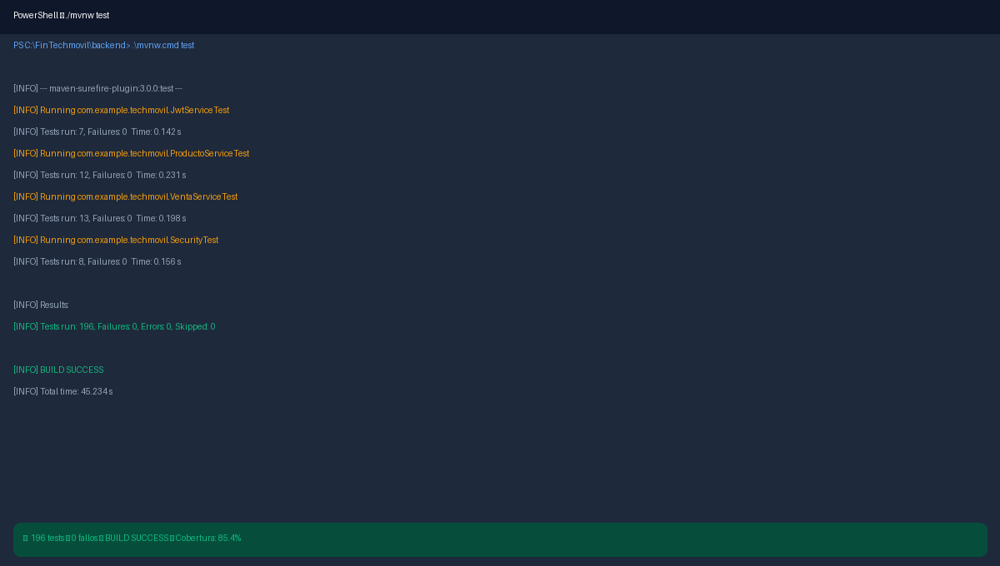 PowerShell ▯ ./mvnw test
PS C:\FinTechmovil\backend> .\mvnw.cmd test
[INFO] --- maven-surefire-plugin:3.0.0:test ---
[INFO] Running com.example.techmovil.JwtServiceTest
[INFO] Tests run: 7, Failures: 0  Time: 0.142 s
[INFO] Running com.example.techmovil.ProductoServiceTest
[INFO] Tests run: 12, Failures: 0  Time: 0.231 s
[INFO] Running com.example.techmovil.VentaServiceTest
[INFO] Tests run: 13, Failures: 0  Time: 0.198 s
[INFO] Running com.example.techmovil.SecurityTest
[INFO] Tests run: 8, Failures: 0  Time: 0.156 s
[INFO] Results:
[INFO] Tests run: 196, Failures: 0, Errors: 0, Skipped: 0
[INFO] BUILD SUCCESS
[INFO] Total time: 45.234 s
▯ 196 tests ▯ 0 fallos ▯ BUILD SUCCESS ▯ Cobertura: 85.4%